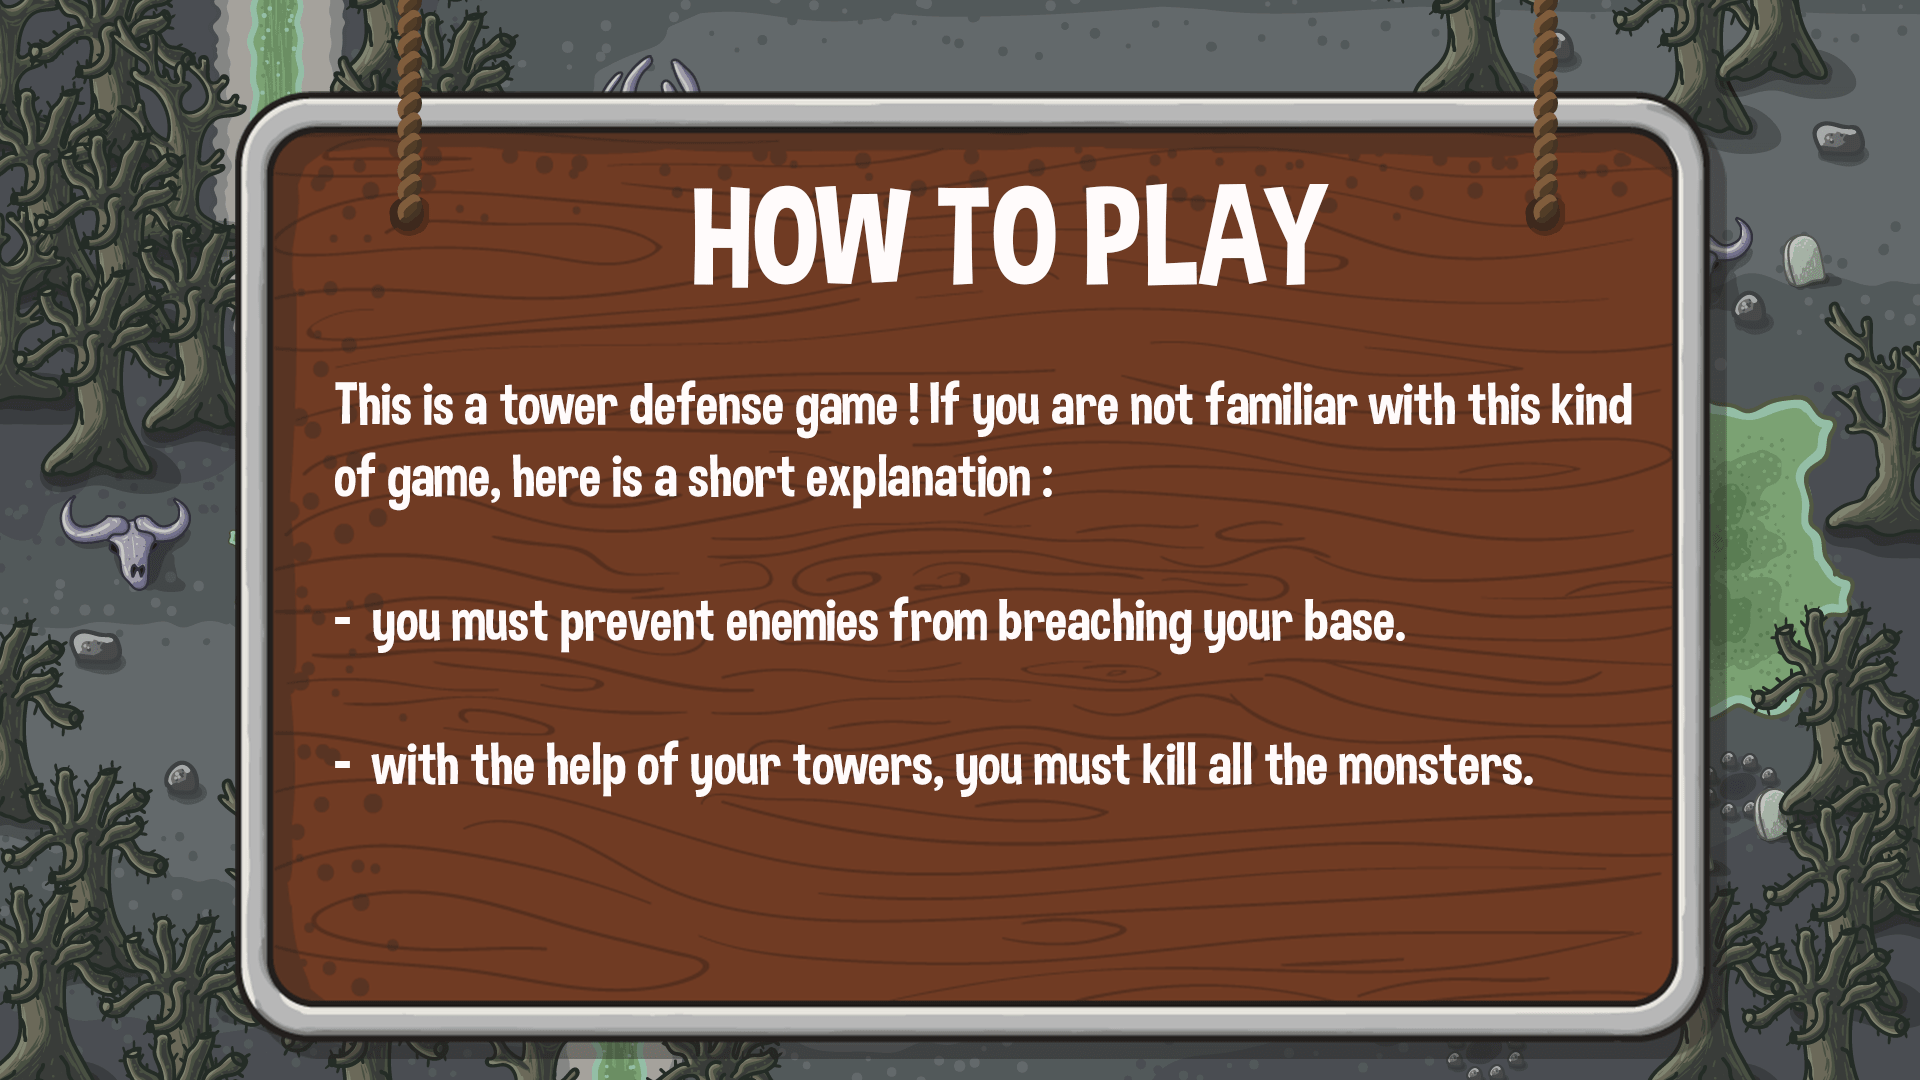 HOW TO PLAY
This is a tower defense game ! If you are not familiar with this kind
of game, here is a short explanation :
- you must prevent enemies from breaching your base.
- with the help of your towers, you must kill all the monsters.